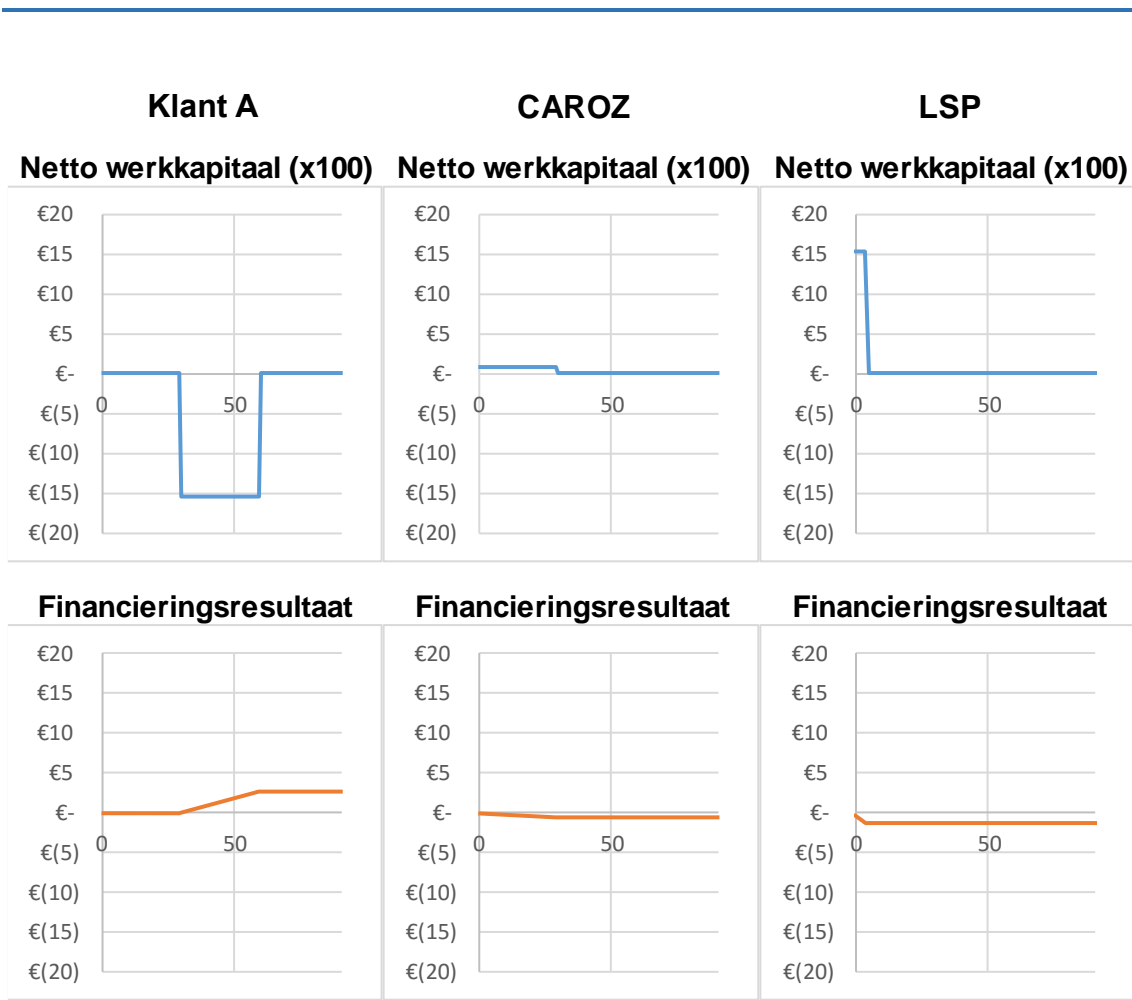 Klant A CAROZ LSP
Netto werkkapitaal (x100) Netto werkkapitaal (x100) Netto werkkapitaal (x100)
€20 €20 €20
€15 €15 €15
€10 €10 €10
€5 €5 €5
€- €- €-
€(5) 0 50 €(5) 0 50 €(5) 0 50
€(10) €(10) €(10)
€(15) €(15) €(15)
€(20) €(20) €(20)
Financieringsresultaat Financieringsresultaat Financieringsresultaat
€20 €20 €20
€15 €15 €15
€10 €10 €10
€5 €5 €5
€- €- €-
€(5) 0 50 €(5) 0 50 €(5) 0 50
€(10) €(10) €(10)
€(15) €(15) €(15)
€(20) €(20) €(20)